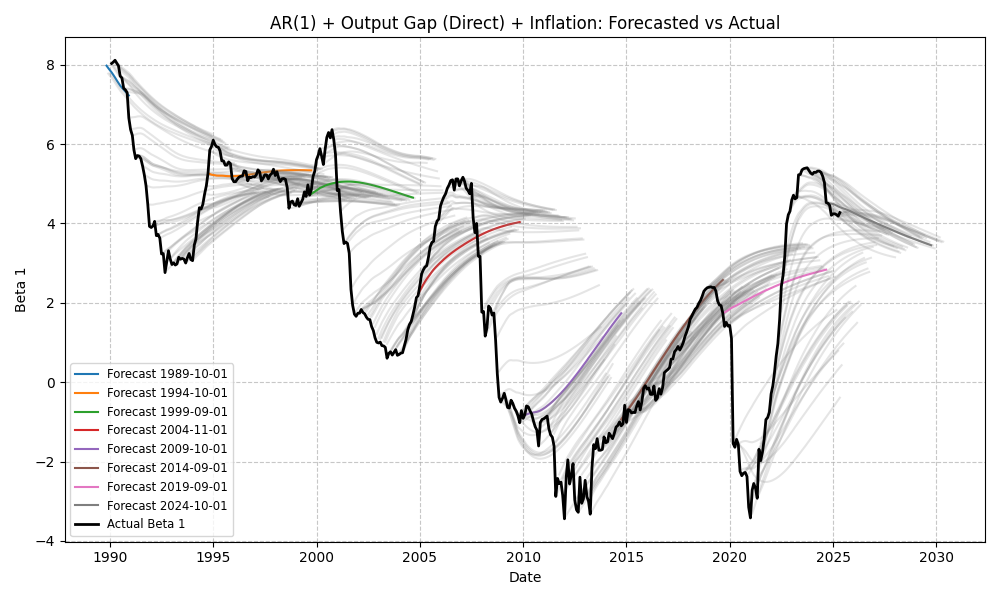 AR(1) + Output Gap (Direct) + Inflation: Forecasted vs Actual
Beta 1
8
6
4
2
0
−2
−4
Forecast 1989-10-01
Forecast 1994-10-01
Forecast 1999-09-01
Forecast 2004-11-01
Forecast 2009-10-01
Forecast 2014-09-01
Forecast 2019-09-01
Forecast 2024-10-01
Actual Beta 1
1990 1995 2000 2005 2010 2015 2020 2025 2030
Date